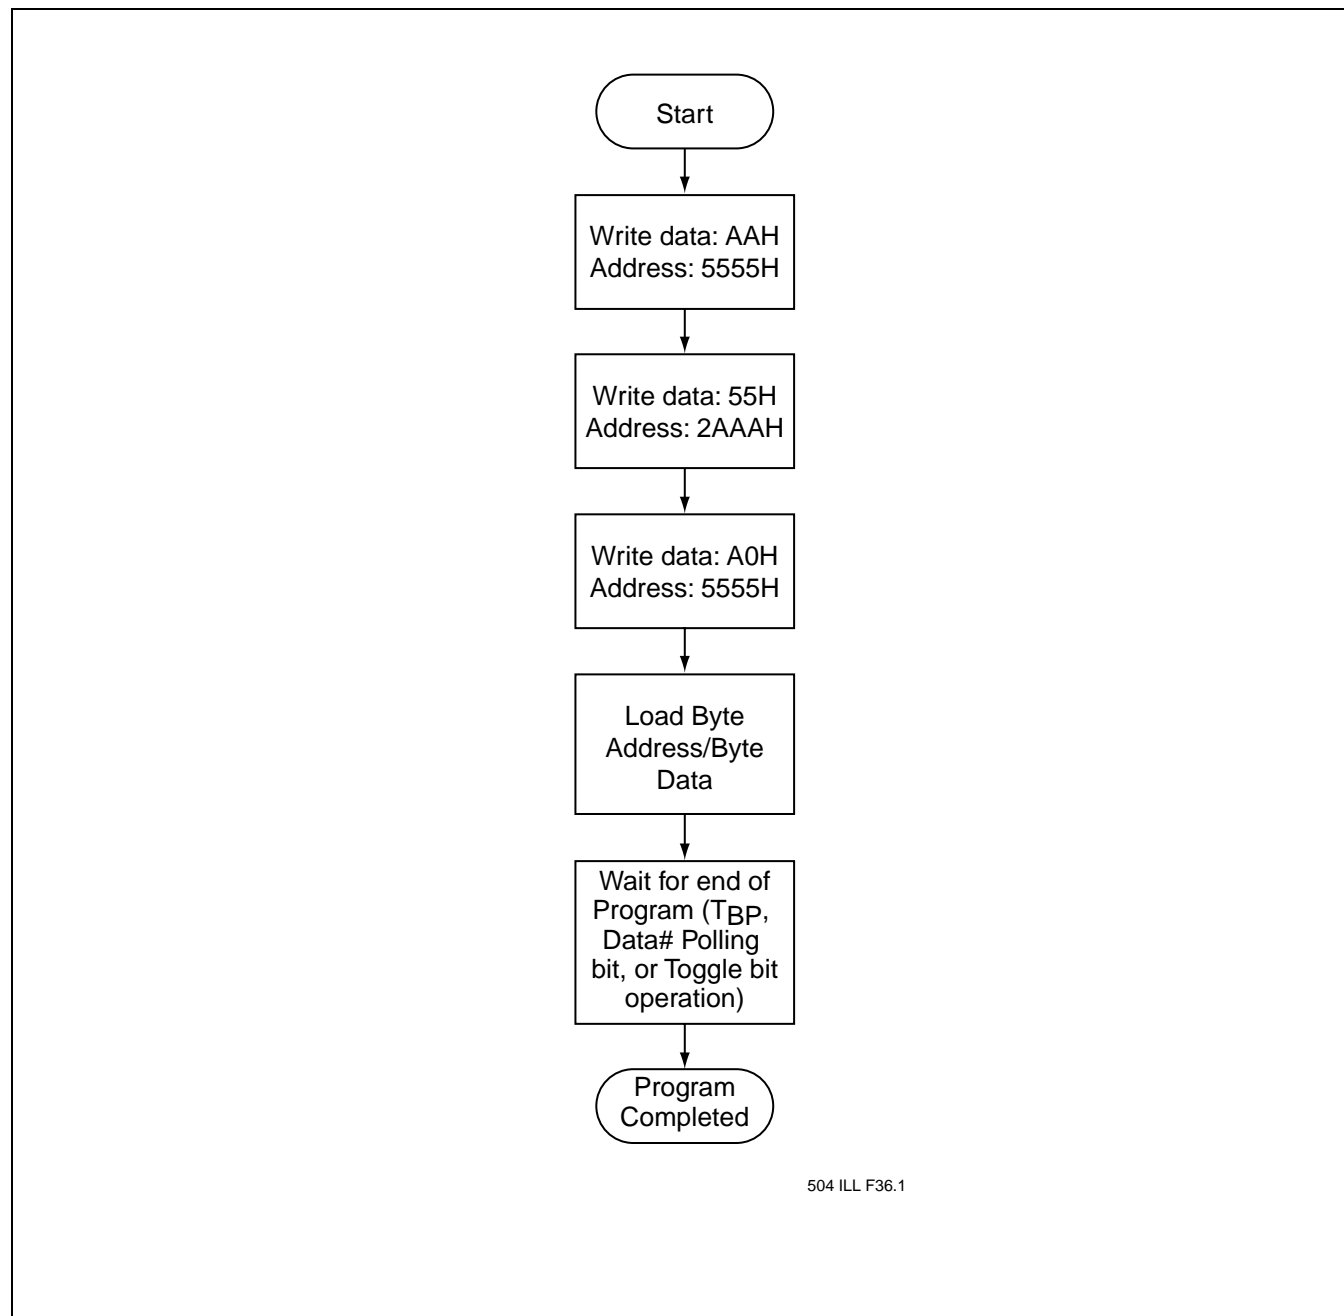 Start
Write data: AAH
Address: 5555H
Write data: 55H
Address: 2AAAH
Write data: A0H
Address: 5555H
Load Byte
Address/Byte
Data
Wait for end of
Program (TBP,
Data# Polling
bit, or Toggle bit
operation)
Program
Completed
504 ILL F36.1